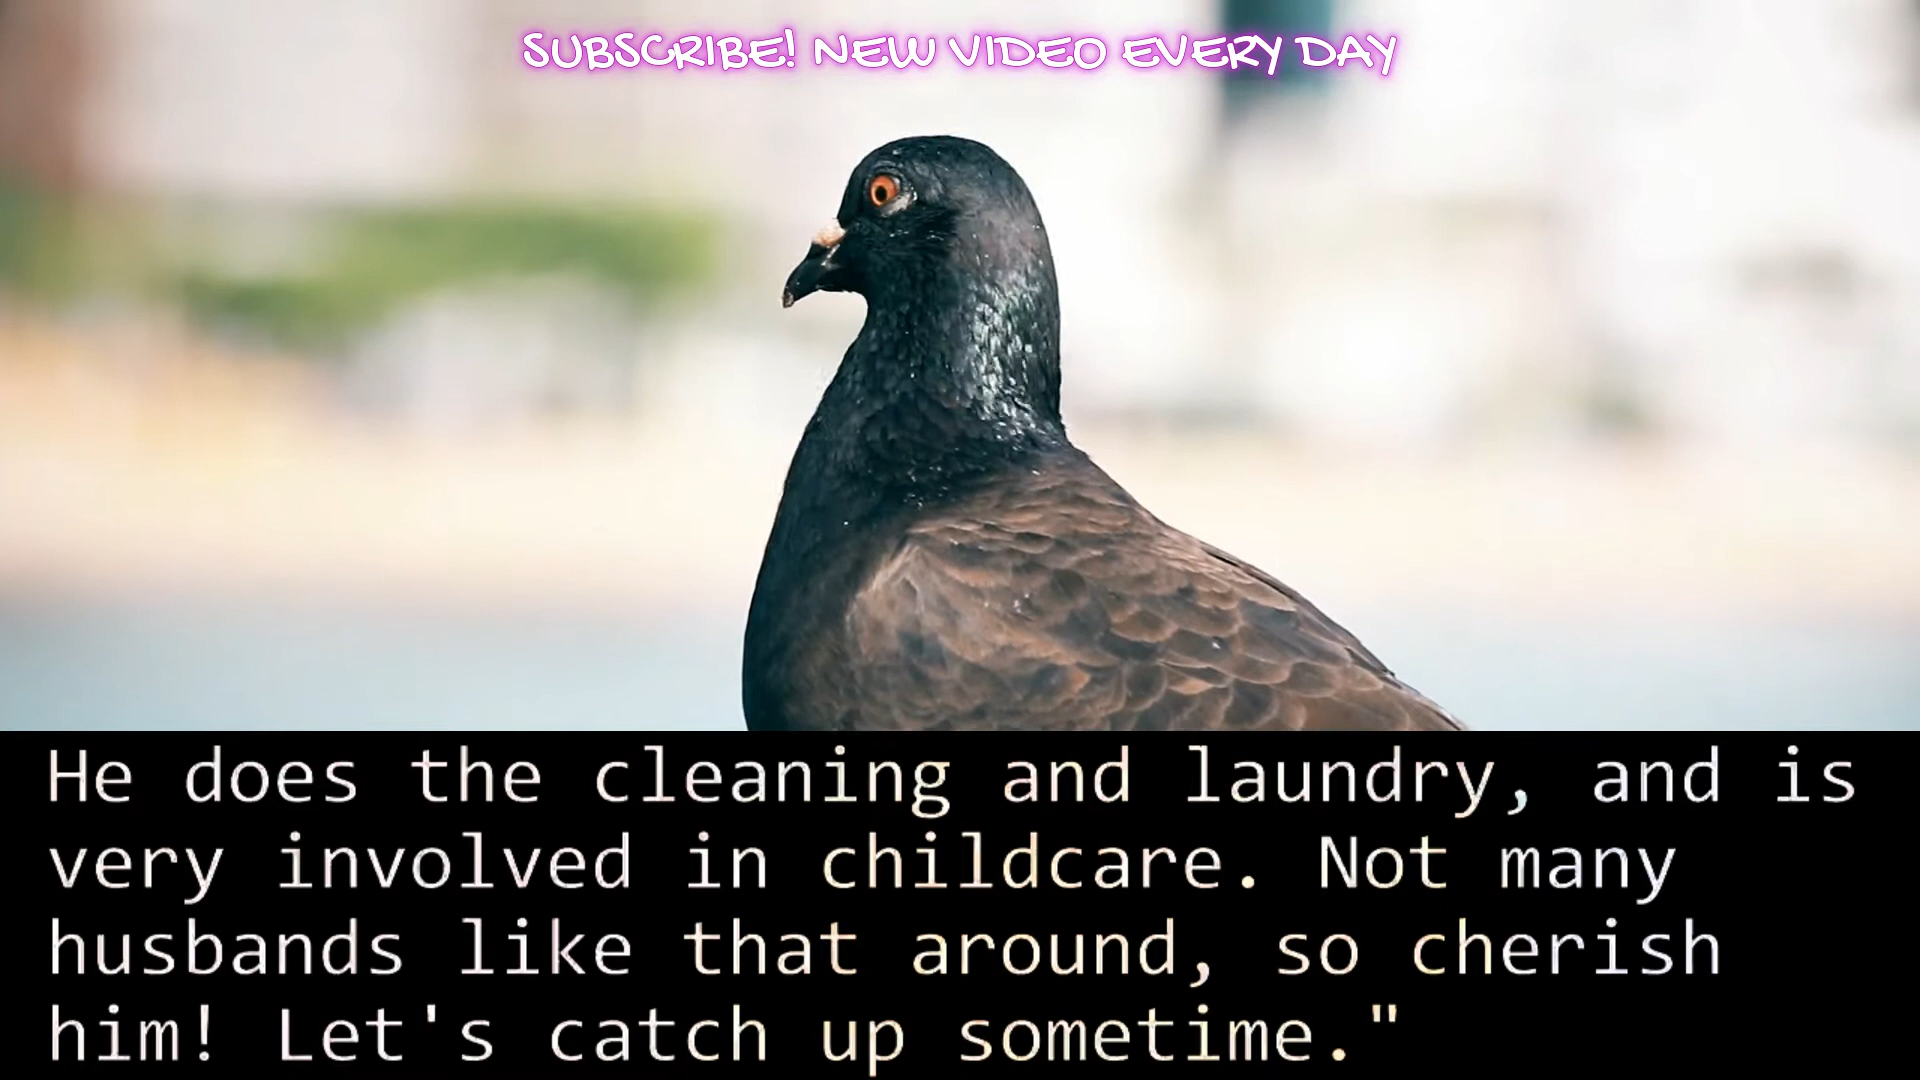 SUBSCRIBE! NEW VIDEO EVERY DAY
He does the cleaning and laundry, and is
very involved in childcare. Not many
husbands like that around, so cherish
him! Let's catch up sometime."